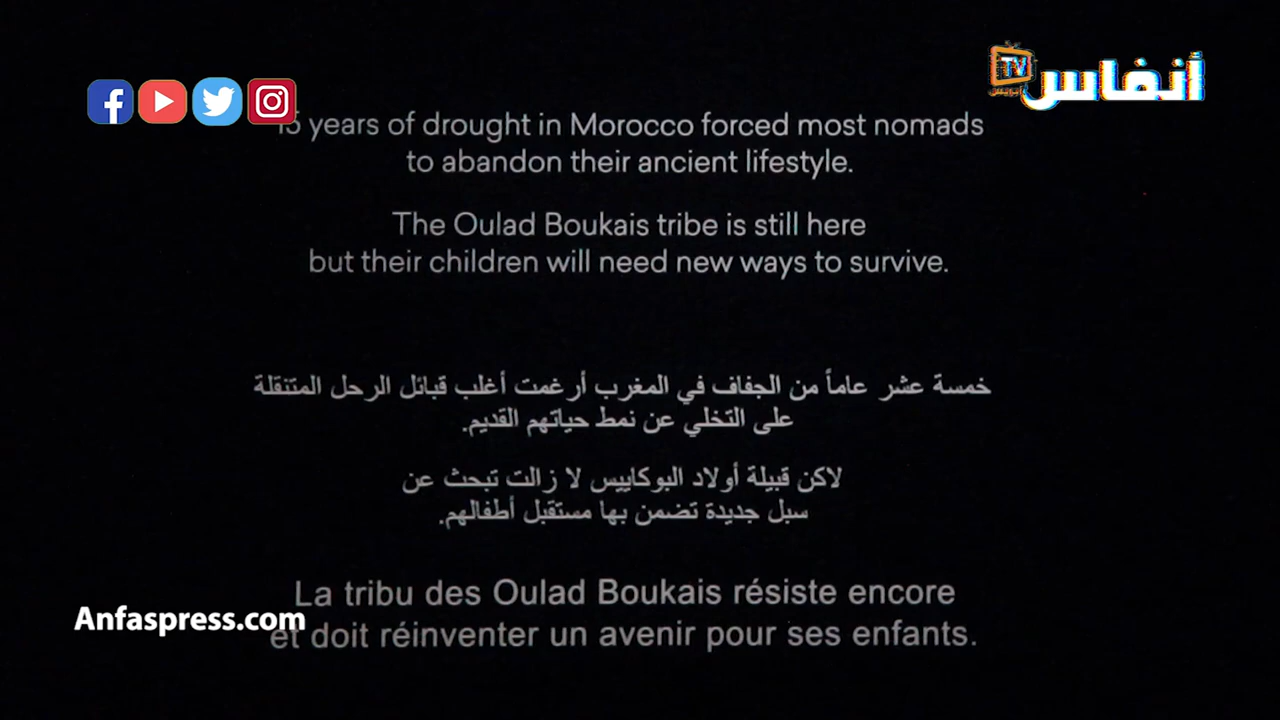 أنفاس
TV
15 years of drought in Morocco forced most nomads
to abandon their ancient lifestyle.
The Oulad Boukais tribe is still here
but their children will need new ways to survive.
خمسة عشر عاماً من الجفاف في المغرب أرغمت أغلب قبائل الرحل المتنقلة
على التخلي عن نمط حياتهم القديم.
لاكن قبيلة أولاد البوكاييس لا زالت تبحث عن
سبل جديدة تضمن بها مستقبل أطفالهم.
La tribu des Oulad Boukais résiste encore
Anfaspress.com
et doit réinventer un avenir pour ses enfants.